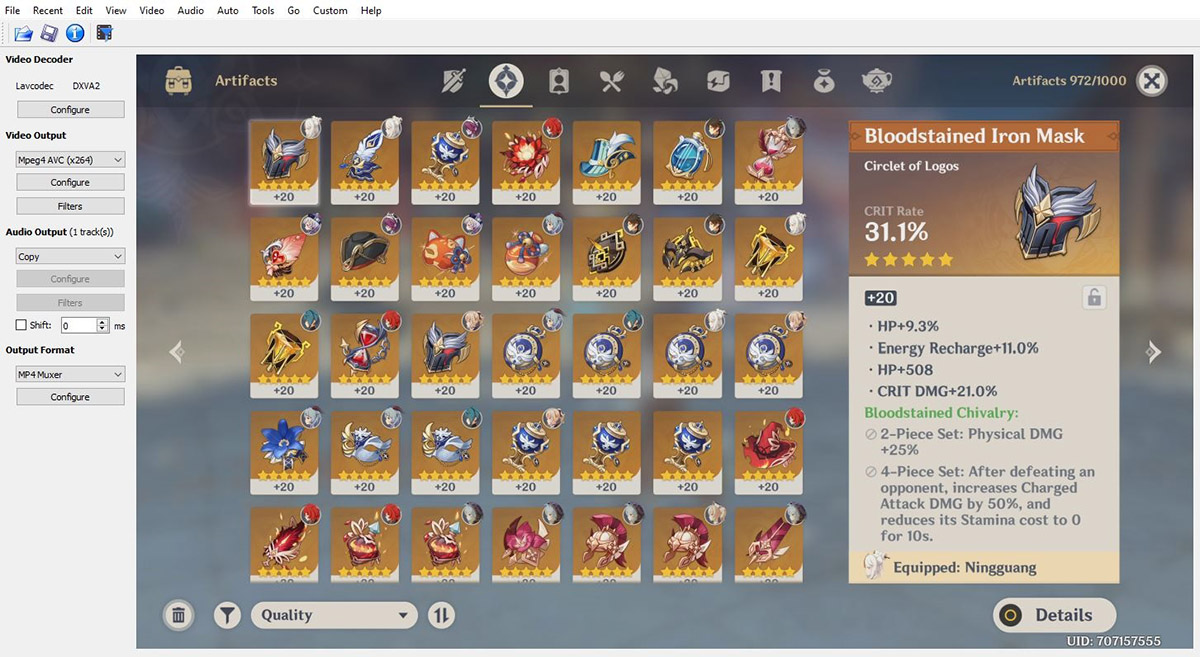 File Recent Edit View Video Audio Auto Tools Go Custom Help
Video Decoder
Lavcodec DXVA2
Configure
Video Output
Mpeg4 AVC (x264)
Configure
Filters
Audio Output (1 track(s))
Copy
Configure
Filters
Shift: 0 ms
Output Format
MP4 Muxer
Configure
Artifacts
Artifacts 972/1000
+20 +20 +20 +20 +20 +20 +20
+20 +20 +20 +20 +20 +20 +20
+20 +20 +20 +20 +20 +20 +20
+20 +20 +20 +20 +20 +20 +20
Bloodstained Iron Mask
Circlet of Logos
CRIT Rate
31.1%
+20
· HP+9.3%
· Energy Recharge+11.0%
· HP+508
· CRIT DMG+21.0%
Bloodstained Chivalry:
2-Piece Set: Physical DMG
+25%
4-Piece Set: After defeating an
opponent, increases Charged
Attack DMG by 50%, and
reduces its Stamina cost to 0
for 10s.
Equipped: Ningguang
Quality
Details
UID: 707157555